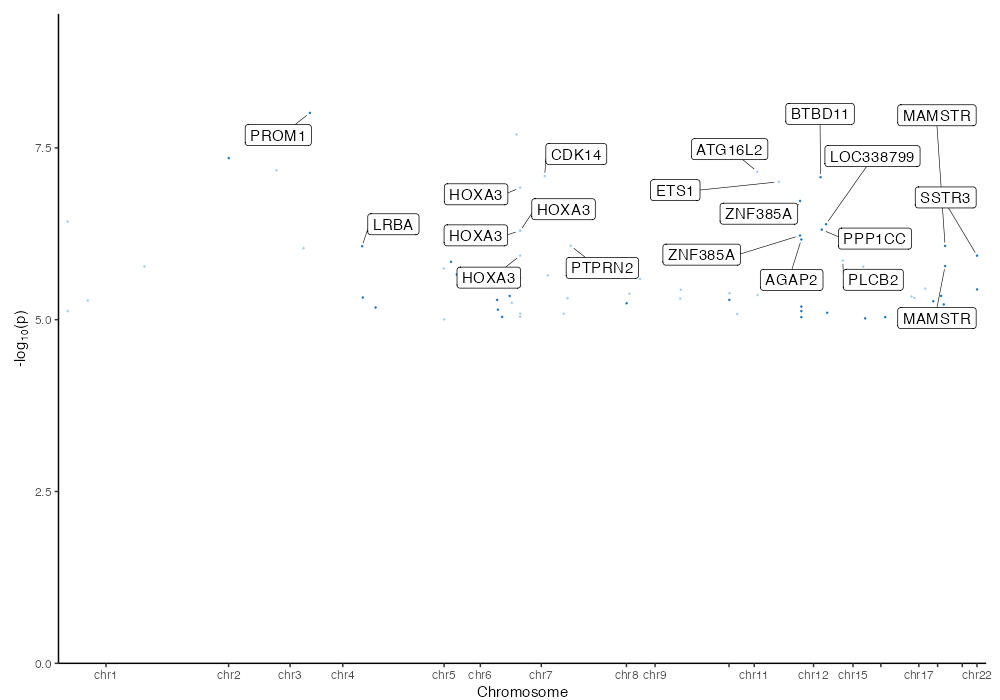 BTBD11
MAMSTR
PROM1
7.5
CDK14
ATG16L2
LOC338799
HOXA3
ETS1
SSTR3
HOXA3
ZNF385A
LRBA
HOXA3
PPP1CC
ZNF385A
PTPRN2
HOXA3
AGAP2
PLCB2
MAMSTR
5.0
-log10(p)
2.5
0.0
chr1 chr2 chr3 chr4 chr5 chr6 chr7 chr8 chr9 chr11 chr12 chr15 chr17 chr22
Chromosome